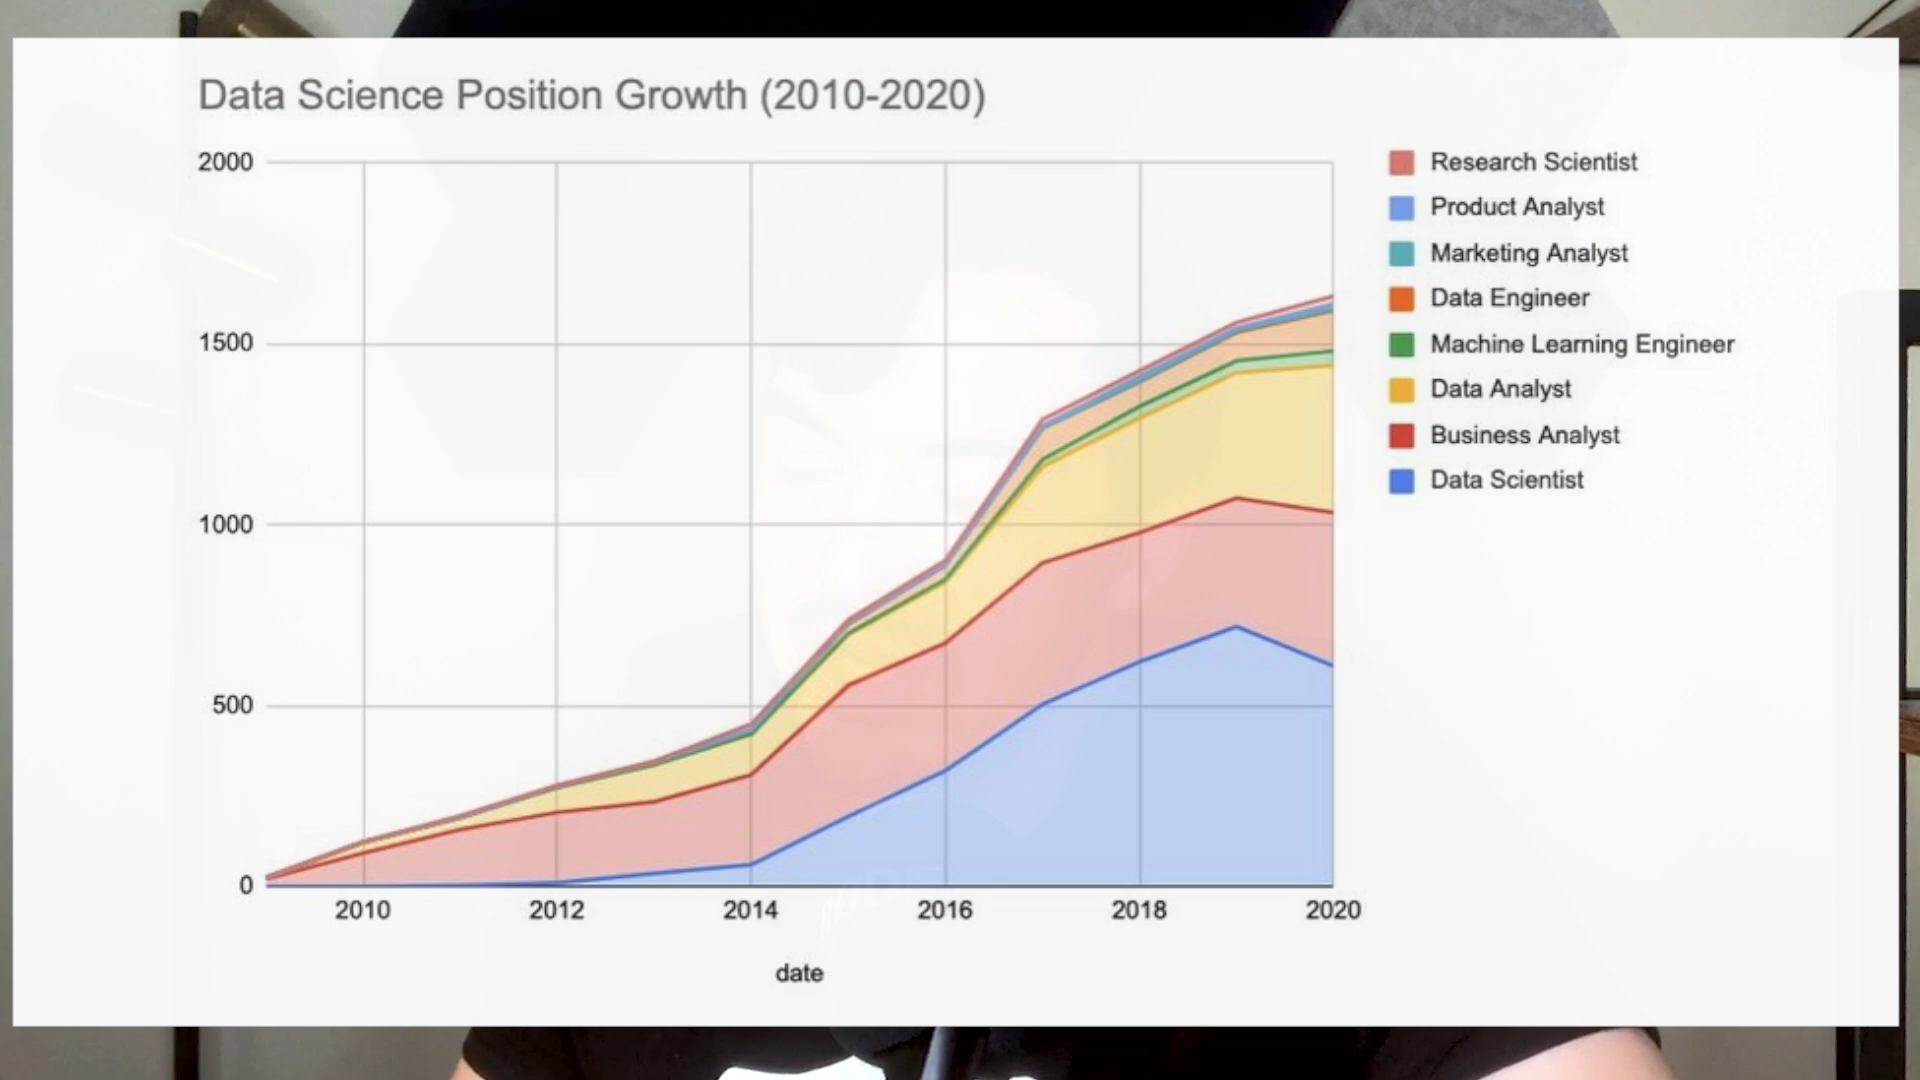 Data Science Position Growth (2010-2020)
2000
1500
1000
500
0
2010 2012 2014 2016 2018 2020
date
Research Scientist
Product Analyst
Marketing Analyst
Data Engineer
Machine Learning Engineer
Data Analyst
Business Analyst
Data Scientist